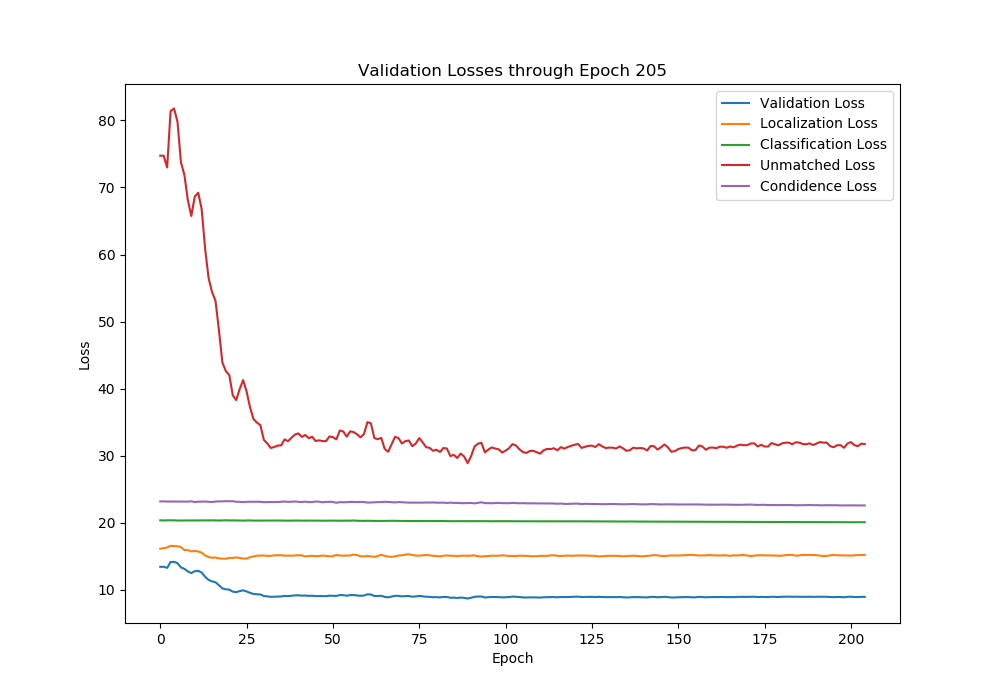 Validation Losses through Epoch 205
Validation Loss
Localization Loss
Classification Loss
Unmatched Loss
Condidence Loss
Loss
80
70
60
50
40
30
20
10
0 25 50 75 100 125 150 175 200
Epoch